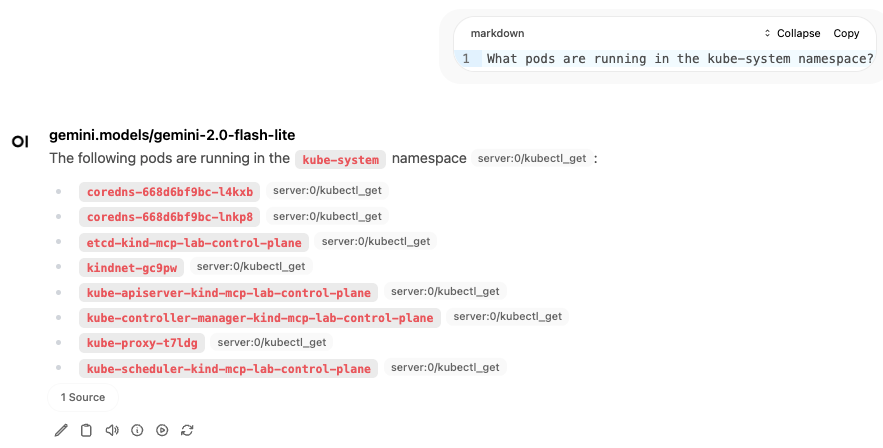 markdown
Collapse Copy
1 What pods are running in the kube-system namespace?
OI gemini.models/gemini-2.0-flash-lite
The following pods are running in the kube-system namespace server:0/kubectl_get :
coredns-668d6bf9bc-l4kxb server:0/kubectl_get
coredns-668d6bf9bc-lnkp8 server:0/kubectl_get
etcd-kind-mcp-lab-control-plane server:0/kubectl_get
kindnet-gc9pw server:0/kubectl_get
kube-apiserver-kind-mcp-lab-control-plane server:0/kubectl_get
kube-controller-manager-kind-mcp-lab-control-plane server:0/kubectl_get
kube-proxy-t7ldg server:0/kubectl_get
kube-scheduler-kind-mcp-lab-control-plane server:0/kubectl_get
1 Source